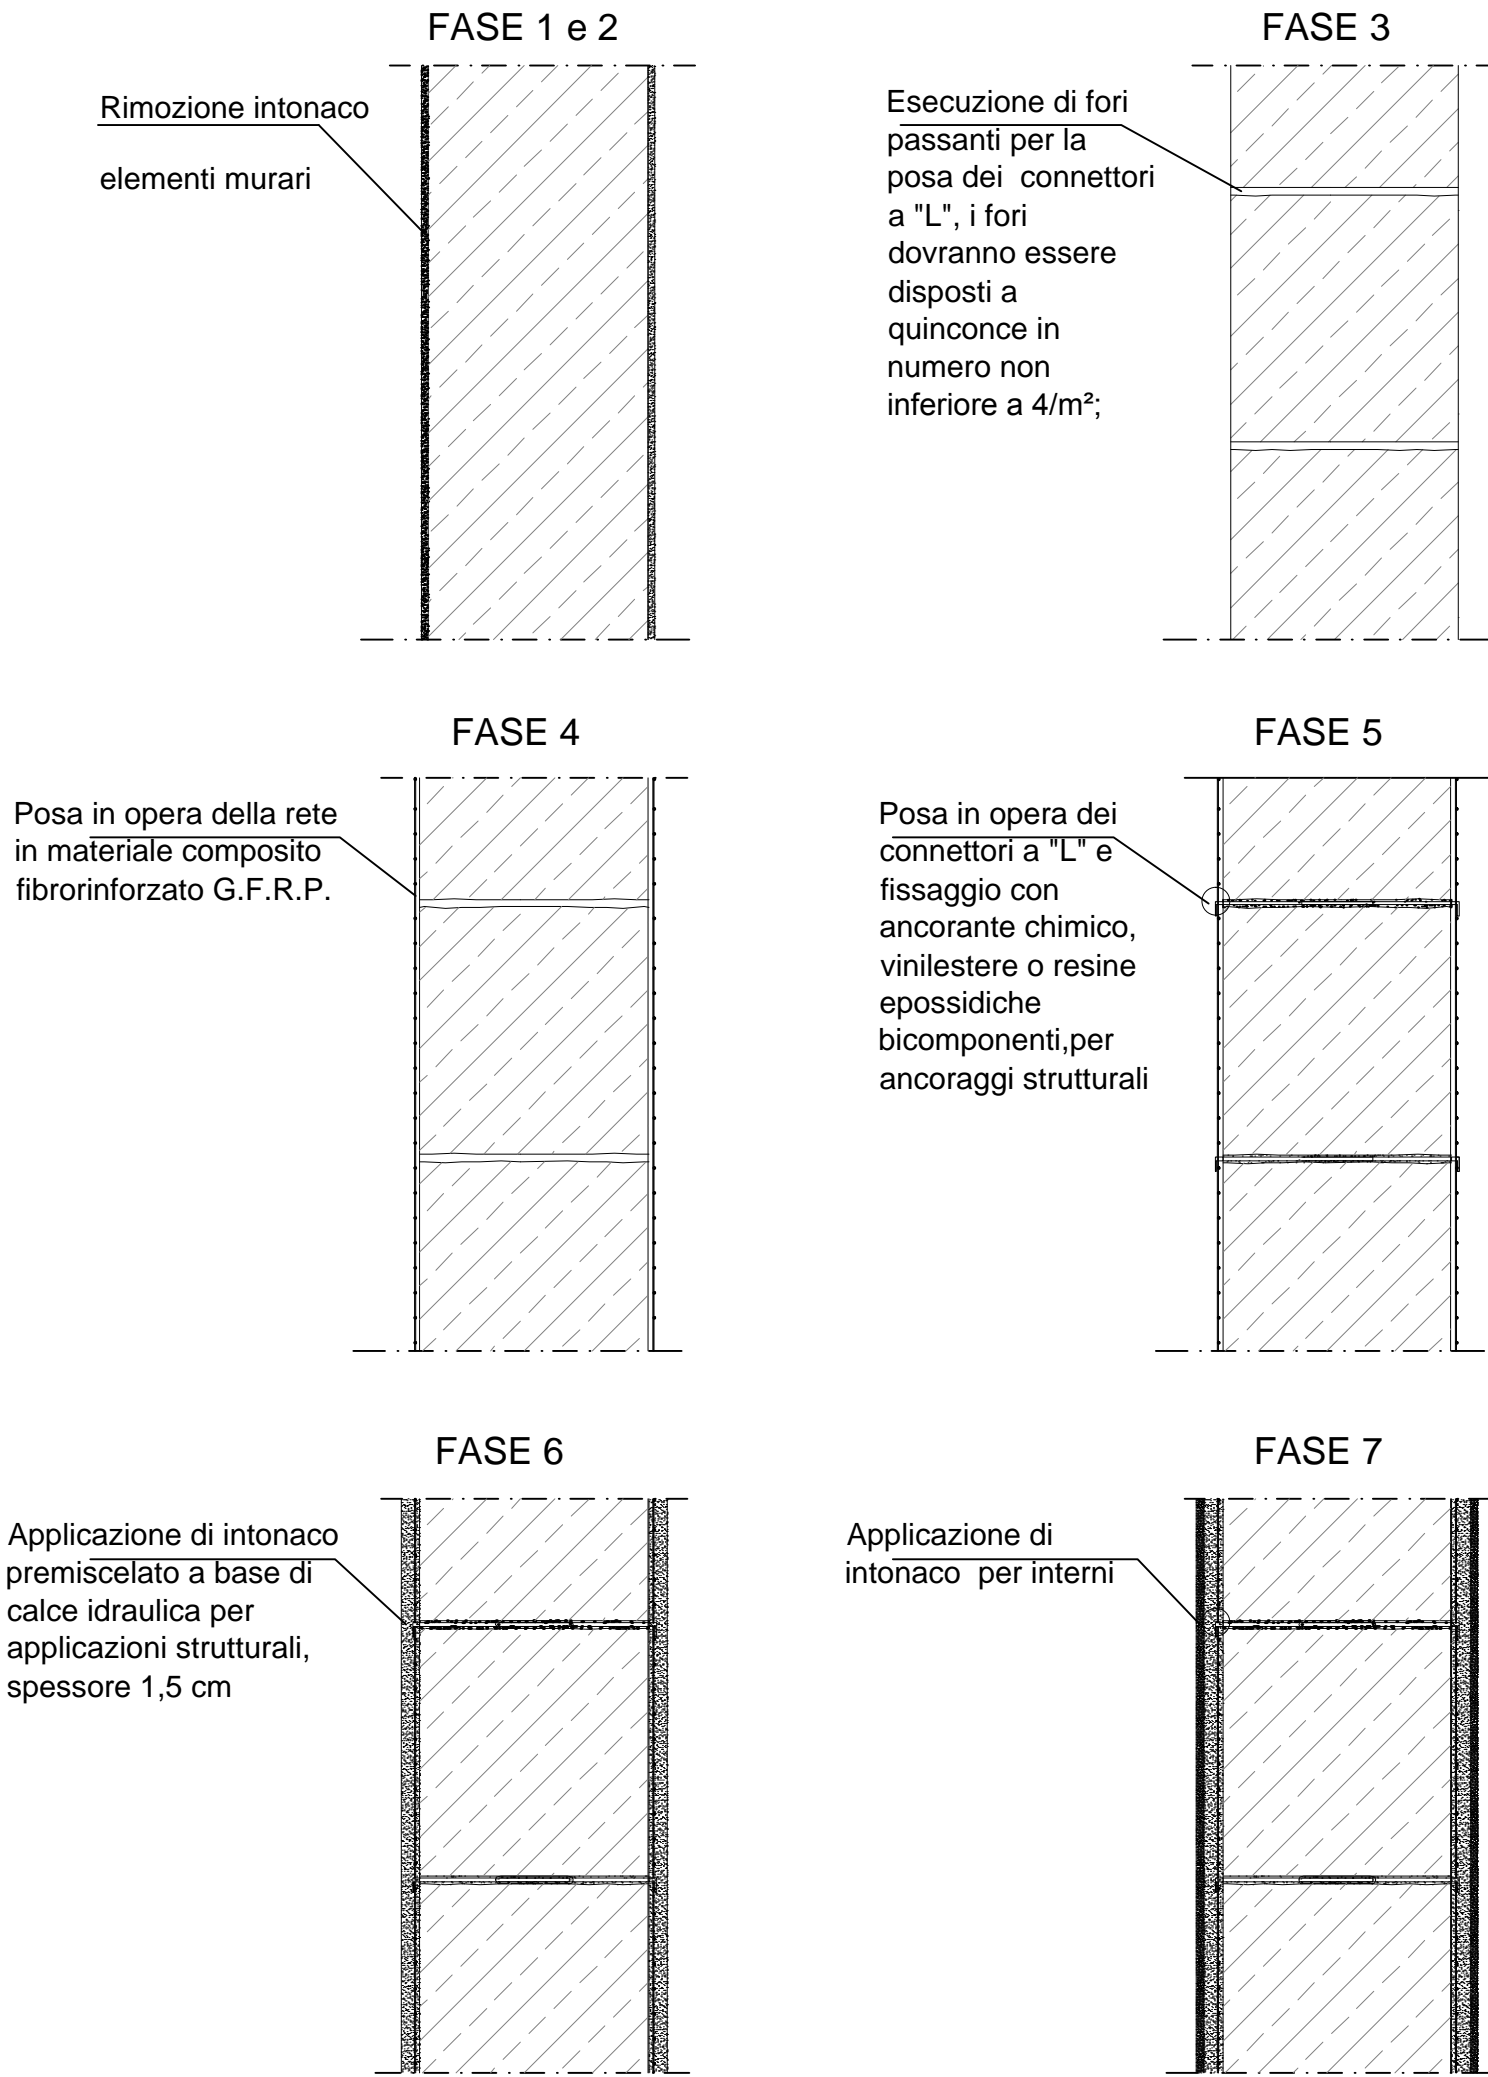 FASE 1 e 2
Rimozione intonaco
elementi murari
FASE 3
Esecuzione di fori
passanti per la
posa dei  connettori
a "L", i fori
dovranno essere
disposti a
quinconce in
numero non
inferiore a 4/m²;
FASE 4
Posa in opera della rete
in materiale composito
fibrorinforzato G.F.R.P.
FASE 5
Posa in opera dei
connettori a "L" e
fissaggio con
ancorante chimico,
vinilestere o resine
epossidiche
bicomponenti,per
ancoraggi strutturali
FASE 6
Applicazione di intonaco
premiscelato a base di
calce idraulica per
applicazioni strutturali,
spessore 1,5 cm
FASE 7
Applicazione di
intonaco  per interni